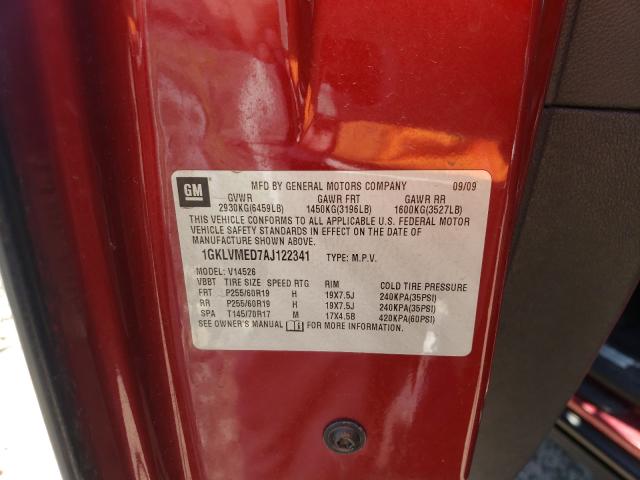 GM MFD BY GENERAL MOTORS COMPANY 09/09
GVWR GAWR FRT GAWR RR
2930KG(6459LB) 1450KG(3196LB) 1600KG(3527LB)
THIS VEHICLE CONFORMS TO ALL APPLICABLE U.S. FEDERAL MOTOR
VEHICLE SAFETY STANDARDS IN EFFECT ON THE DATE OF
MANUFACTURE SHOWN ABOVE.
1GKLVMED7AJ122341 TYPE: M.P.V.
MODEL: V14526
VBBT TIRE SIZE SPEED RTG RIM COLD TIRE PRESSURE
FRT P255/60R19 H 19X7.5J 240KPA(35PSI)
RR P255/60R19 H 19X7.5J 240KPA(35PSI)
SPA T145/70R17 M 17X4.5B 420KPA(60PSI)
SEE OWNER'S MANUAL FOR MORE INFORMATION.